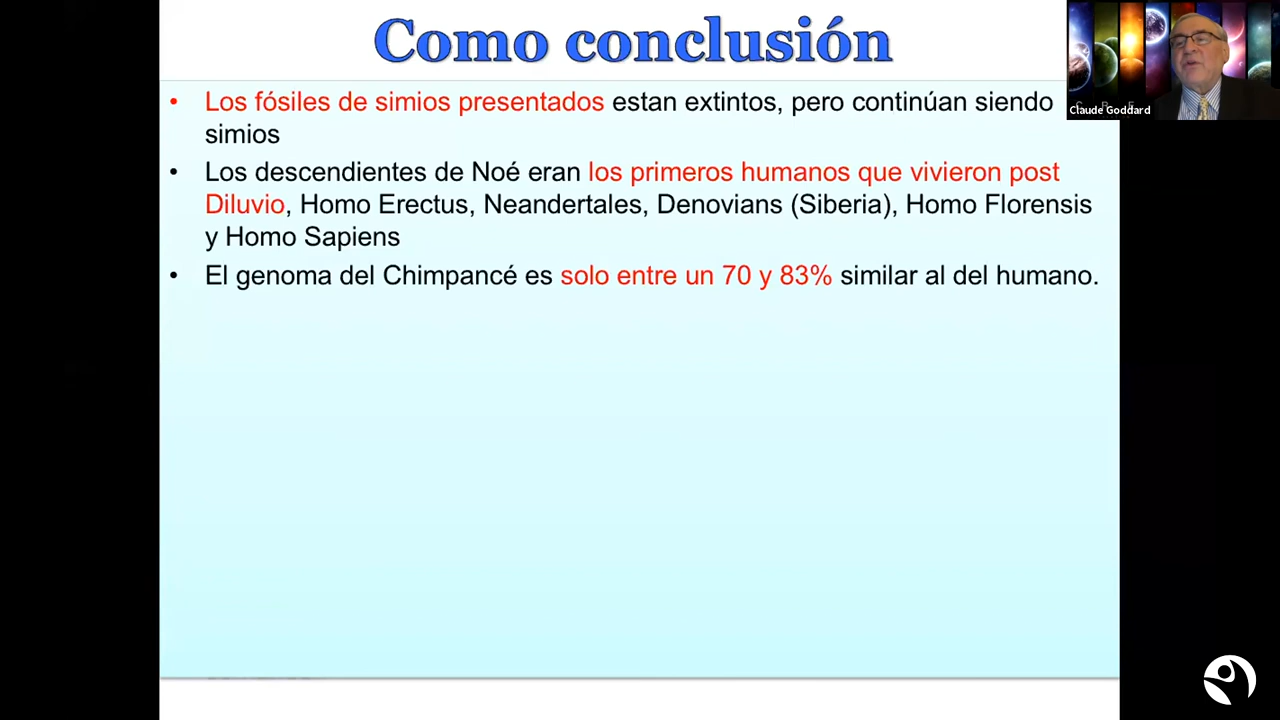 Como conclusión
• Los fósiles de simios presentados estan extintos, pero continúan siendo
simios
• Los descendientes de Noé eran los primeros humanos que vivieron post
Diluvio, Homo Erectus, Neandertales, Denovians (Siberia), Homo Florensis
y Homo Sapiens
• El genoma del Chimpancé es solo entre un 70 y 83% similar al del humano.
Claude Goddard